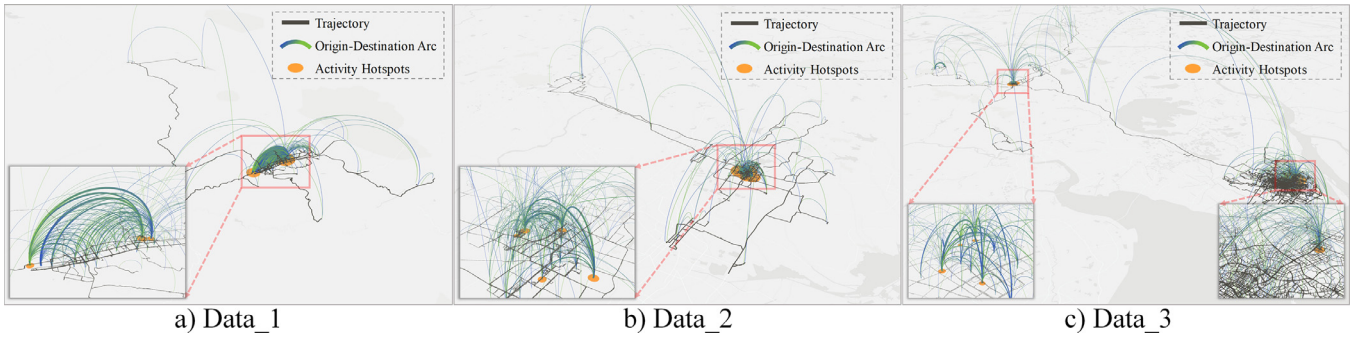 Trajectory
Origin-Destination Arc
Activity Hotspots
Trajectory
Origin-Destination Arc
Activity Hotspots
Trajectory
Origin-Destination Arc
Activity Hotspots
a) Data_1
b) Data_2
c) Data_3